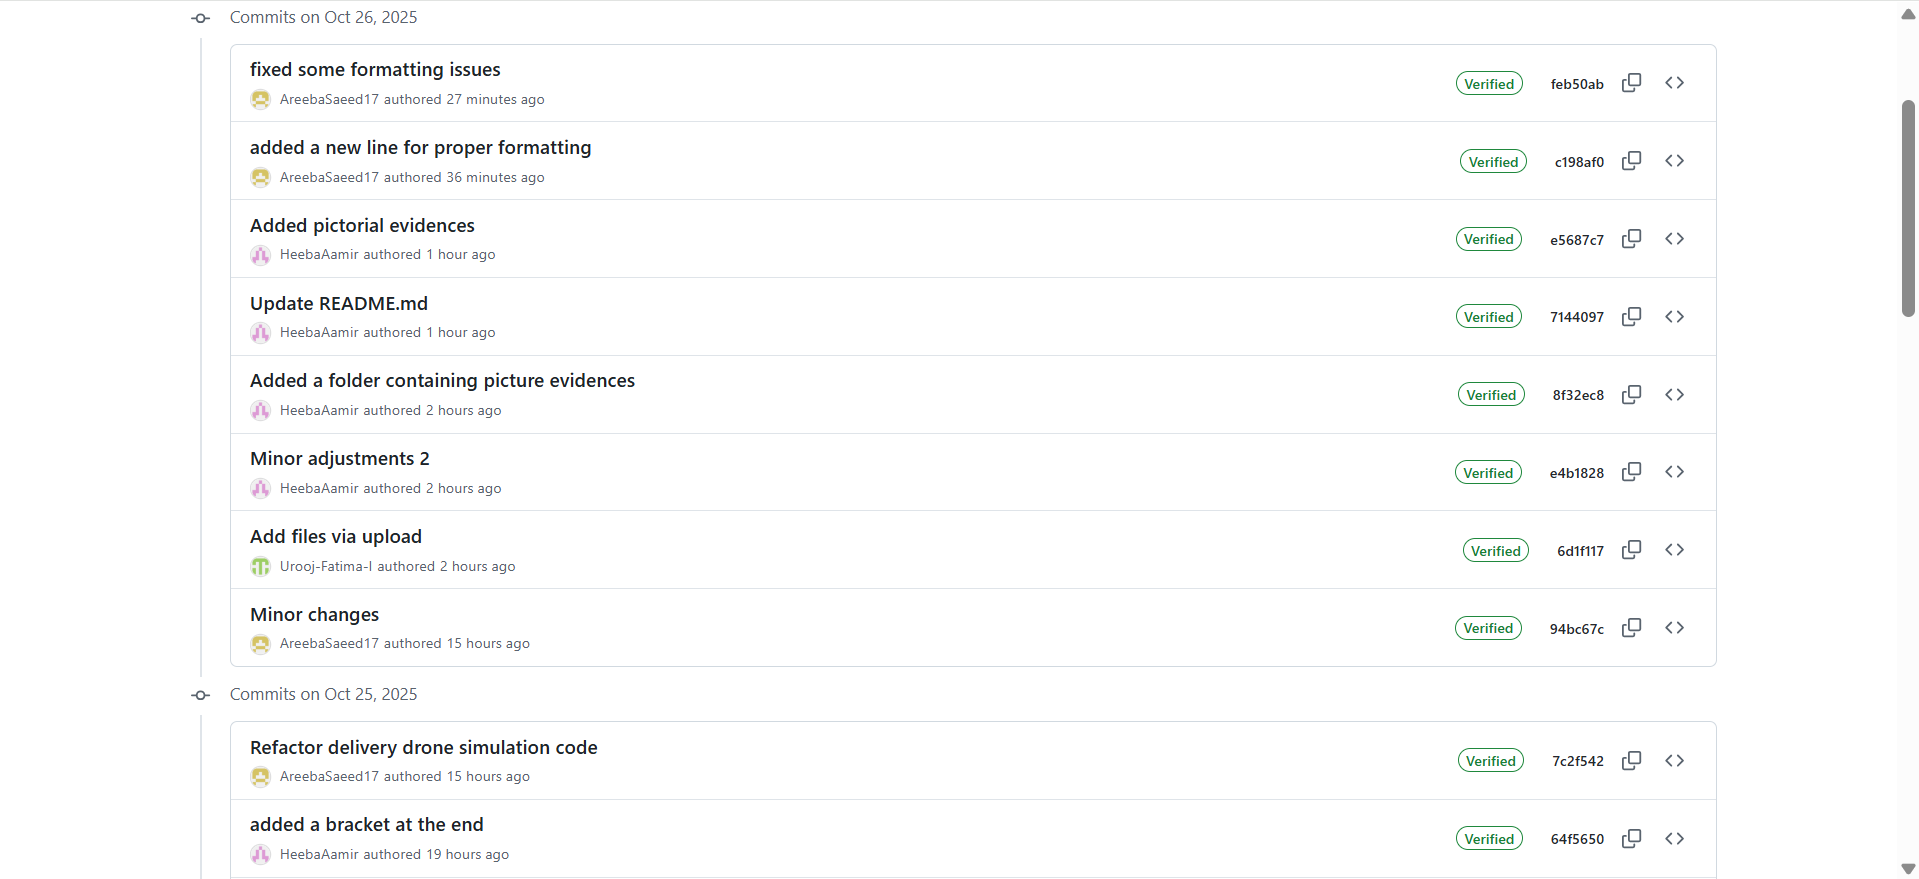 Commits on Oct 26, 2025
fixed some formatting issues
Verified feb50ab
AreebaSaeed17 authored 27 minutes ago
added a new line for proper formatting
Verified c198af0
AreebaSaeed17 authored 36 minutes ago
Added pictorial evidences
Verified e5687c7
HeebaAamir authored 1 hour ago
Update README.md
Verified 7144097
HeebaAamir authored 1 hour ago
Added a folder containing picture evidences
Verified 8f32ec8
HeebaAamir authored 2 hours ago
Minor adjustments 2
Verified e4b1828
HeebaAamir authored 2 hours ago
Add files via upload
Verified 6d1f117
Urooj-Fatima-I authored 2 hours ago
Minor changes
Verified 94bc67c
AreebaSaeed17 authored 15 hours ago
Commits on Oct 25, 2025
Refactor delivery drone simulation code
Verified 7c2f542
AreebaSaeed17 authored 15 hours ago
added a bracket at the end
Verified 64f5650
HeebaAamir authored 19 hours ago